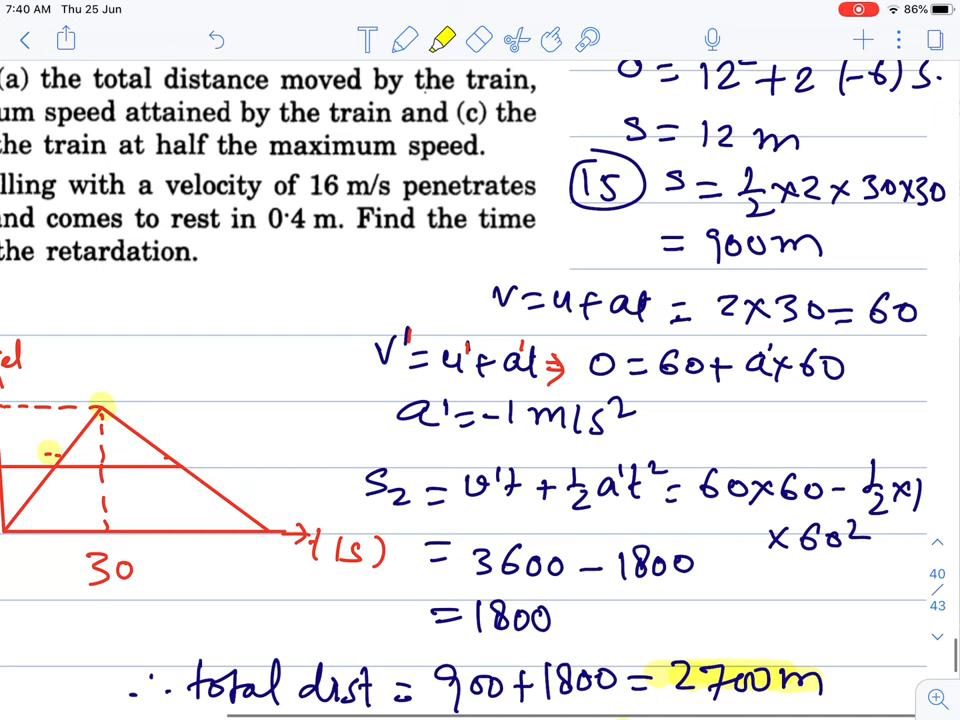 7:40 AM Thu 25 Jun
86%
(a) the total distance moved by the train,
um speed attained by the train and (c) the
he train at half the maximum speed.
lling with a velocity of 16 m/s penetrates
nd comes to rest in 0·4 m. Find the time
the retardation.
0 = 12² + 2 (-6) s.
s = 12 m
15 s = 1/2 × 2 × 30×30
= 900m
v = u + at = 2 × 30 = 60
v' = u' + a't ⇒ 0 = 60 + a' × 60
a' = -1 m/s²
S₂ = u't + 1/2 a't² = 60×60 - 1/2 ×1
× 60²
= 3600 - 1800
= 1800
∴ total dist = 900 + 1800 = 2700m
el
30
t(s)
40
/
43